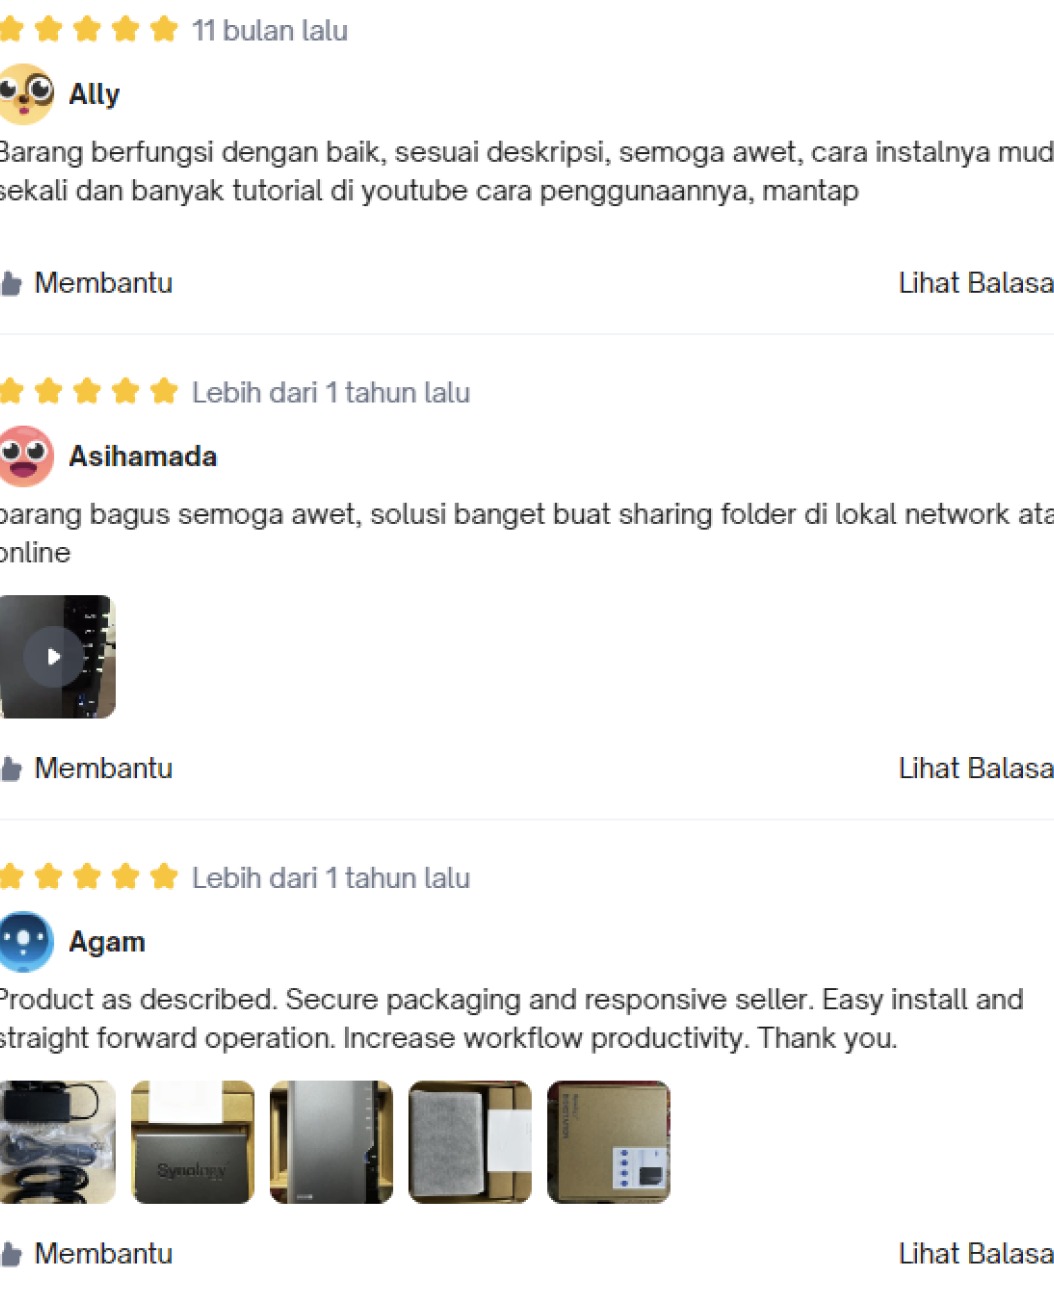 11 bulan lalu
Ally
Barang berfungsi dengan baik, sesuai deskripsi, semoga awet, cara instalnya mud
sekali dan banyak tutorial di youtube cara penggunaannya, mantap
Membantu
Lihat Balasa
Lebih dari 1 tahun lalu
Asihamada
barang bagus semoga awet, solusi banget buat sharing folder di lokal network ata
online
Membantu
Lihat Balasa
Lebih dari 1 tahun lalu
Agam
Product as described. Secure packaging and responsive seller. Easy install and
straight forward operation. Increase workflow productivity. Thank you.
Synology
Membantu
Lihat Balasa